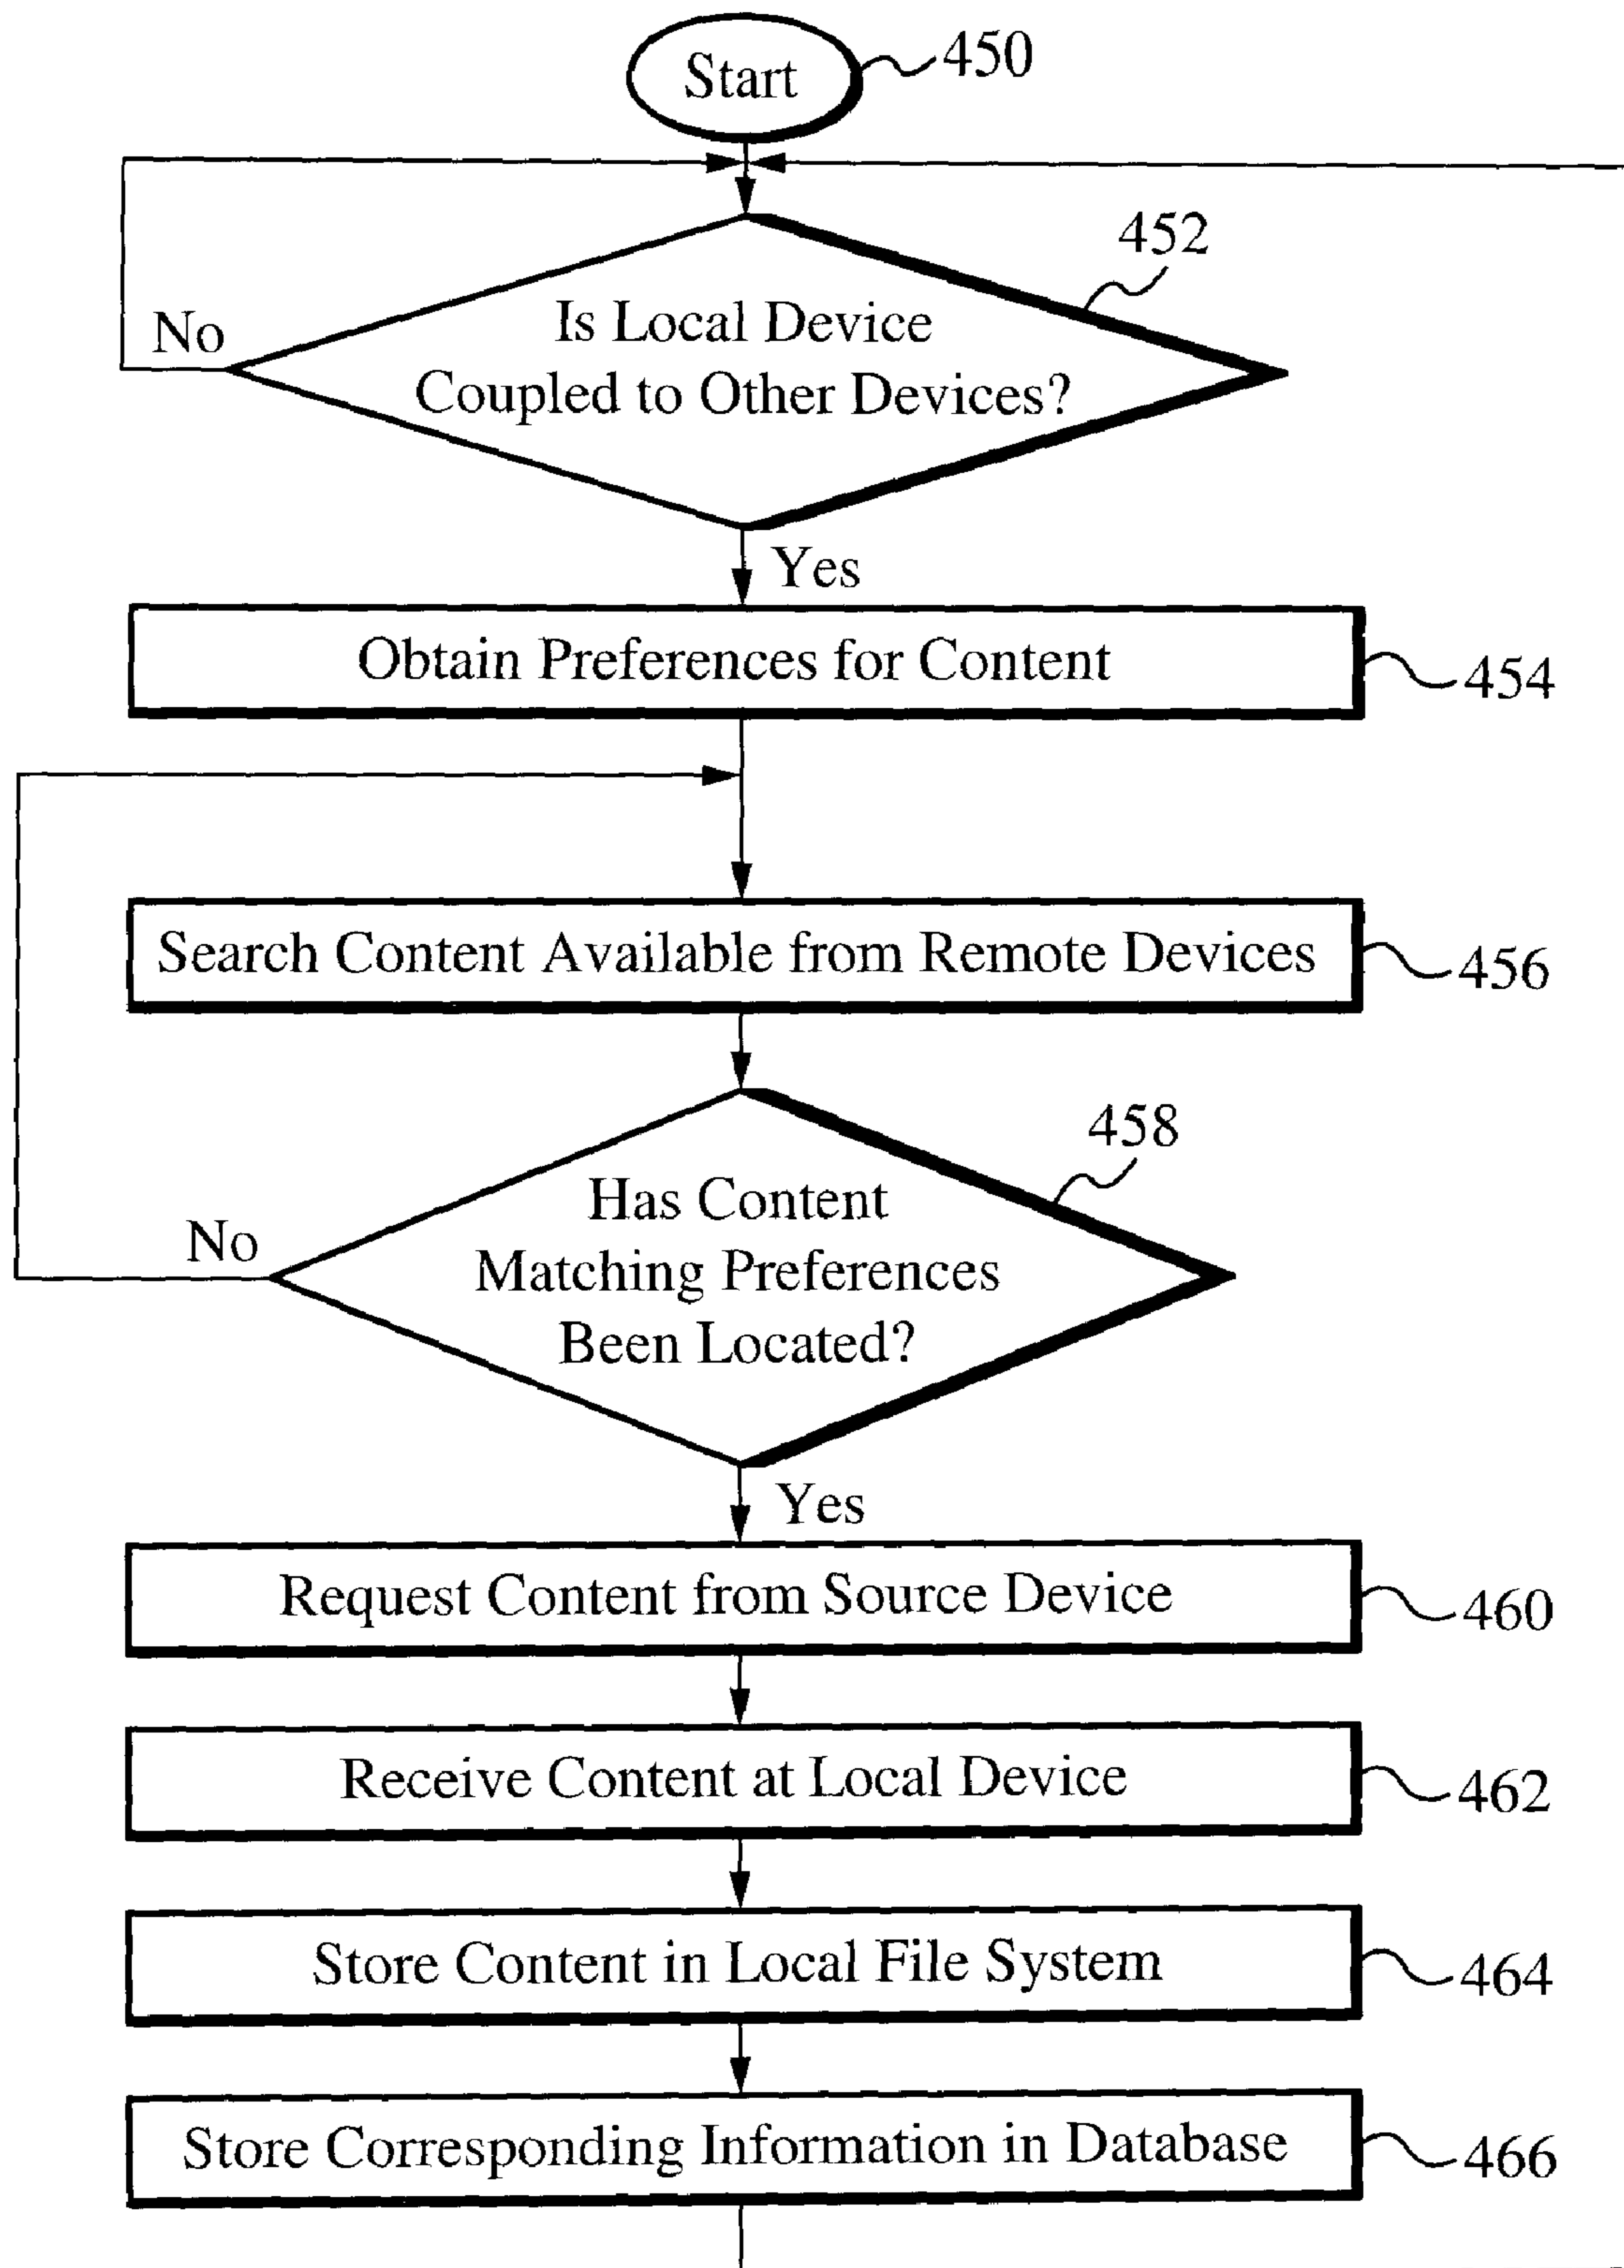 Start
450
452
Is Local Device
Coupled to Other Devices?
No
Yes
Obtain Preferences for Content
454
Search Content Available from Remote Devices
456
458
Has Content
Matching Preferences
Been Located?
No
Yes
Request Content from Source Device
460
Receive Content at Local Device
462
Store Content in Local File System
464
Store Corresponding Information in Database
466